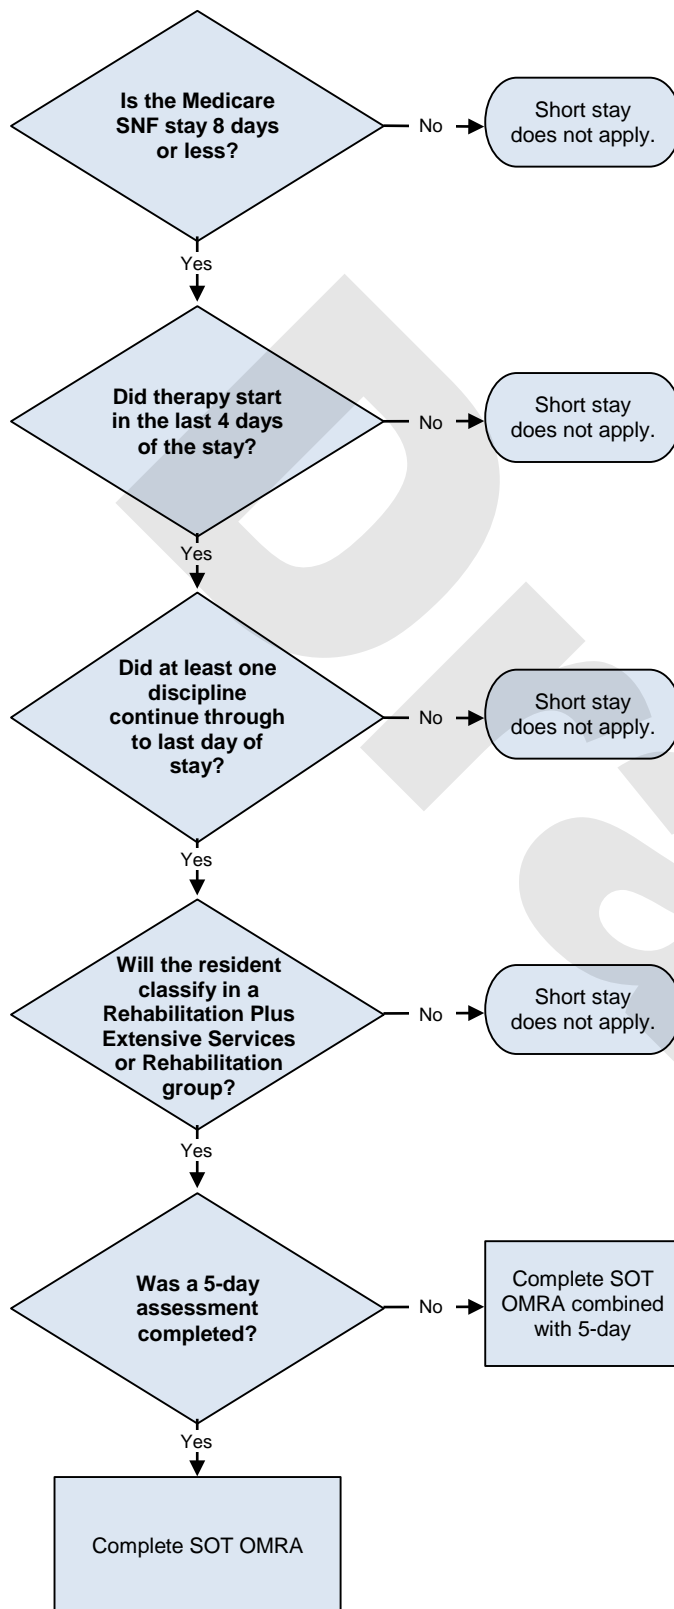 Is the Medicare
SNF stay 8 days
or less?
No
Short stay
does not apply.
Yes
Did therapy start
in the last 4 days
of the stay?
No
Short stay
does not apply.
Yes
Did at least one
discipline
continue through
to last day of
stay?
No
Short stay
does not apply.
Yes
Will the resident
classify in a
Rehabilitation Plus
Extensive Services
or Rehabilitation
group?
No
Short stay
does not apply.
Yes
Was a 5-day
assessment
completed?
No
Complete SOT
OMRA combined
with 5-day
Yes
Complete SOT OMRA